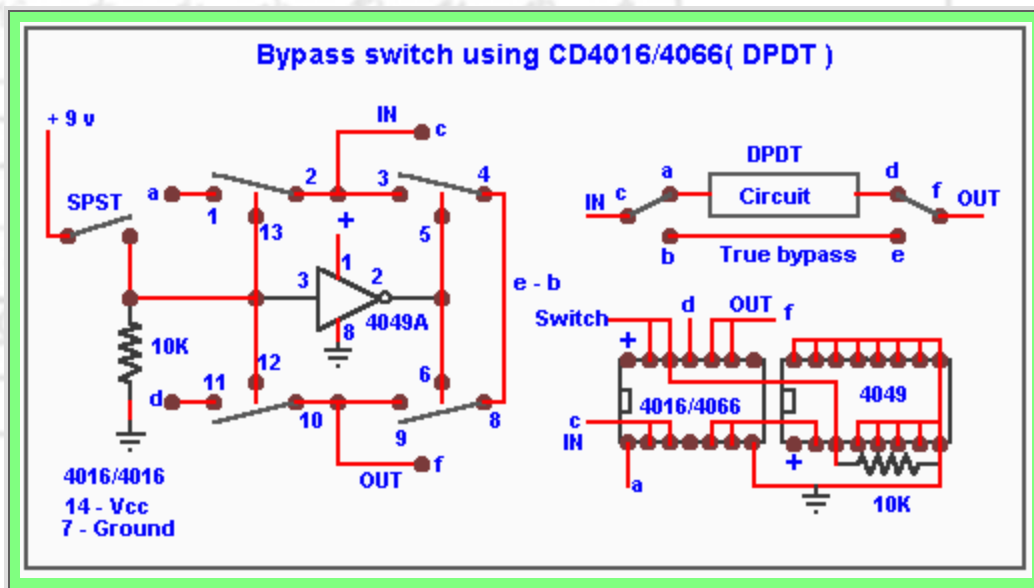 Bypass switch using CD4016/4066( DPDT )
+ 9 v
SPST
10K
4016/4016
14 - Vcc
7 - Ground
IN
c
a
1
2
3
4
13
5
+
1
3
2
8
4049A
e - b
12
6
11
10
9
8
d
OUT
f
DPDT
IN
c
a
Circuit
d
f
OUT
b
True bypass
e
Switch
d
OUT
f
+
4016/4066
4049
c
IN
a
+
10K